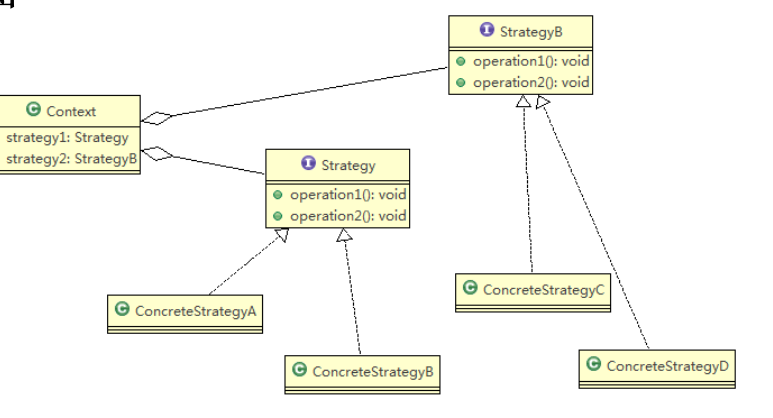 I StrategyB
operation1(): void
operation2(): void
C Context
strategy1: Strategy
strategy2: StrategyB
I Strategy
operation1(): void
operation2(): void
C ConcreteStrategyA
C ConcreteStrategyB
C ConcreteStrategyC
C ConcreteStrategyD